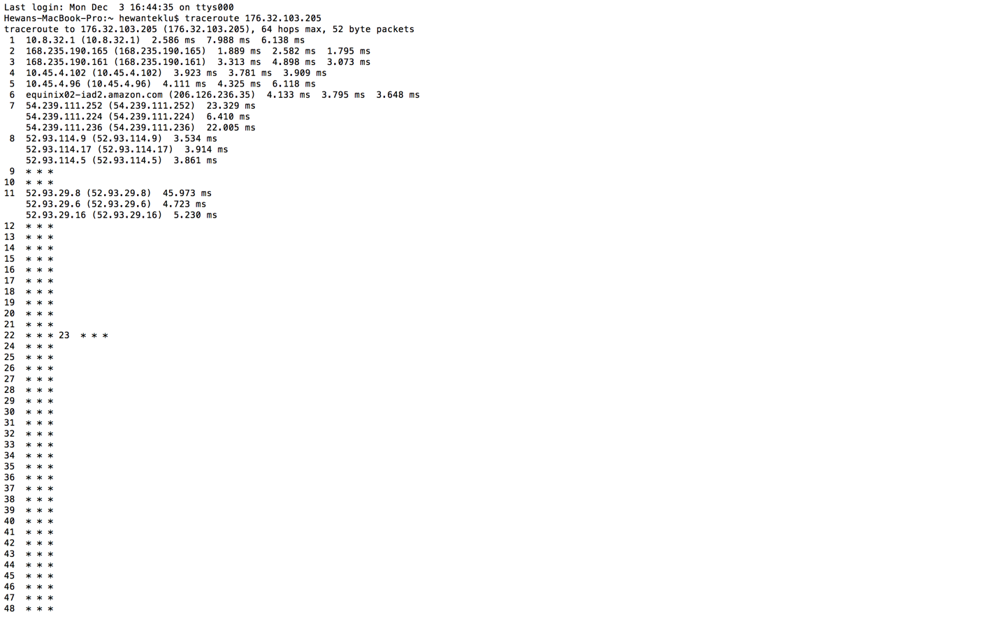 Last login: Mon Dec  3 16:44:35 on ttys000
Hewans-MacBook-Pro:~ hewanteklu$ traceroute 176.32.103.205
traceroute to 176.32.103.205 (176.32.103.205), 64 hops max, 52 byte packets
 1  10.8.32.1 (10.8.32.1)  2.586 ms  7.988 ms  6.138 ms
 2  168.235.190.165 (168.235.190.165)  1.889 ms  2.582 ms  1.795 ms
 3  168.235.190.161 (168.235.190.161)  3.313 ms  4.898 ms  3.073 ms
 4  10.45.4.102 (10.45.4.102)  3.923 ms  3.781 ms  3.909 ms
 5  10.45.4.96 (10.45.4.96)  4.111 ms  4.325 ms  6.118 ms
 6  equinix02-iad2.amazon.com (206.126.236.35)  4.133 ms  3.795 ms  3.648 ms
 7  54.239.111.252 (54.239.111.252)  23.329 ms
    54.239.111.224 (54.239.111.224)  6.410 ms
    54.239.111.236 (54.239.111.236)  22.005 ms
 8  52.93.114.9 (52.93.114.9)  3.534 ms
    52.93.114.17 (52.93.114.17)  3.914 ms
    52.93.114.5 (52.93.114.5)  3.861 ms
 9  * * *
10  * * *
11  52.93.29.8 (52.93.29.8)  45.973 ms
    52.93.29.6 (52.93.29.6)  4.723 ms
    52.93.29.16 (52.93.29.16)  5.230 ms
12  * * *
13  * * *
14  * * *
15  * * *
16  * * *
17  * * *
18  * * *
19  * * *
20  * * *
21  * * *
22  * * * 23  * * *
24  * * *
25  * * *
26  * * *
27  * * *
28  * * *
29  * * *
30  * * *
31  * * *
32  * * *
33  * * *
34  * * *
35  * * *
36  * * *
37  * * *
38  * * *
39  * * *
40  * * *
41  * * *
42  * * *
43  * * *
44  * * *
45  * * *
46  * * *
47  * * *
48  * * *